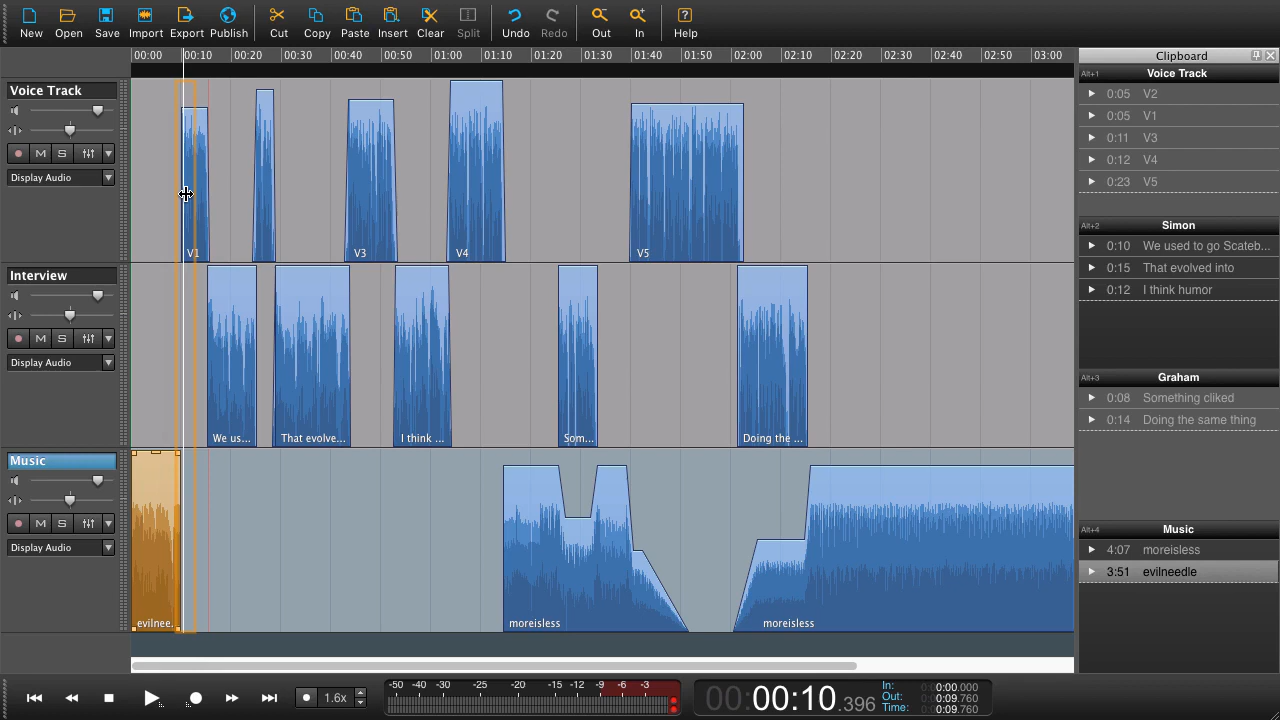 New Open Save Import Export Publish Cut Copy Paste Insert Clear Split Undo Redo Out In Help
00:00 00:10 00:20 00:30 00:40 00:50 01:00 01:10 01:20 01:30 01:40 01:50 02:00 02:10 02:20 02:30 02:40 02:50 03:00
Voice Track
M S
Display Audio
V1 V3 V4 V5
Interview
M S
Display Audio
We us... That evolve... I think ... Som... Doing the ...
Music
M S
Display Audio
evilnee. moreisless moreisless
Clipboard
Alt+1 Voice Track
0:05 V2
0:05 V1
0:11 V3
0:12 V4
0:23 V5
Alt+2 Simon
0:10 We used to go Scateb...
0:15 That evolved into
0:12 I think humor
Alt+3 Graham
0:08 Something cliked
0:14 Doing the same thing
Alt+4 Music
4:07 moreisless
3:51 evilneedle
1.6x
-50 -40 -30 -25 -20 -15 -12 -9 -6 -3
00:00:10.396
In: 0:00.000
Out: 0:09.760
Time: 0:09.760